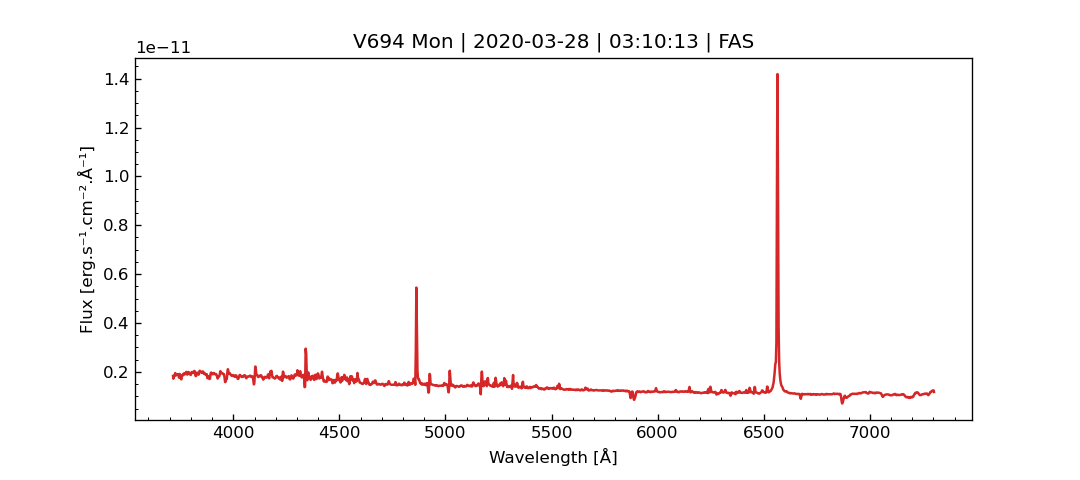 V694 Mon | 2020-03-28 | 03:10:13 | FAS
1e−11
1.4
1.2
1.0
0.8
0.6
0.4
0.2
Flux [erg.s⁻¹.cm⁻².Å⁻¹]
4000 4500 5000 5500 6000 6500 7000
Wavelength [Å]